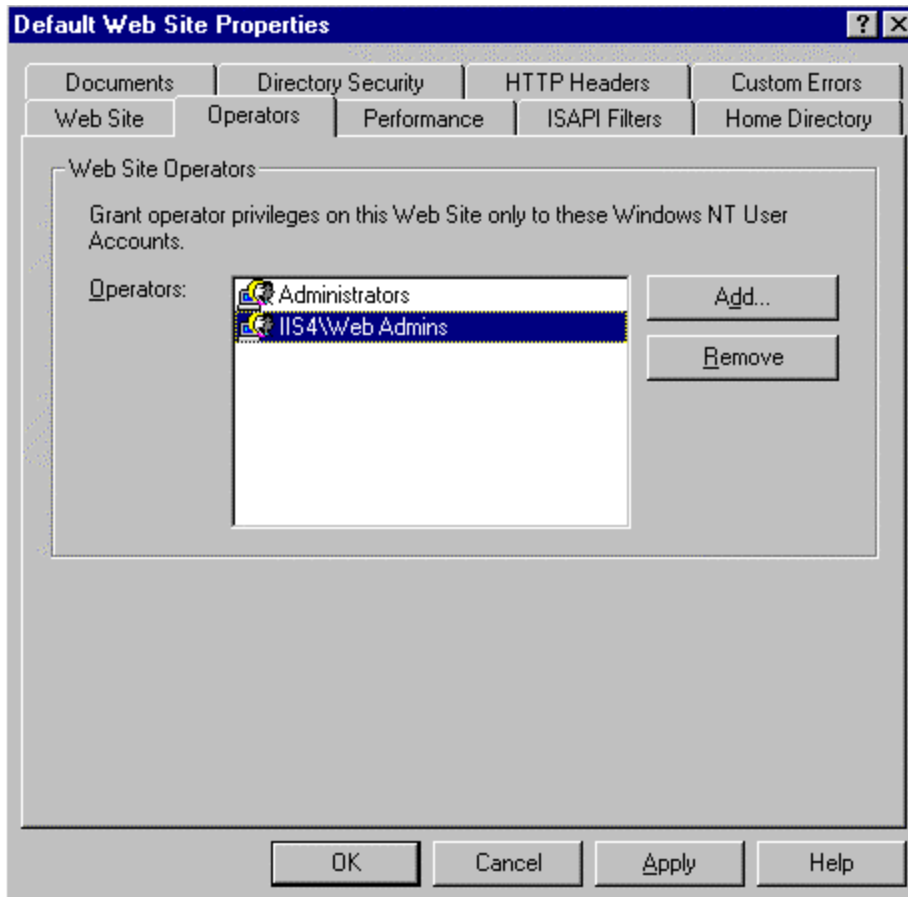 Default Web Site Properties
Documents Directory Security HTTP Headers Custom Errors
Web Site Operators Performance ISAPI Filters Home Directory
Web Site Operators
Grant operator privileges on this Web Site only to these Windows NT User
Accounts.
Operators:
Administrators
Add...
IIS4\Web Admins
Remove
OK Cancel Apply Help